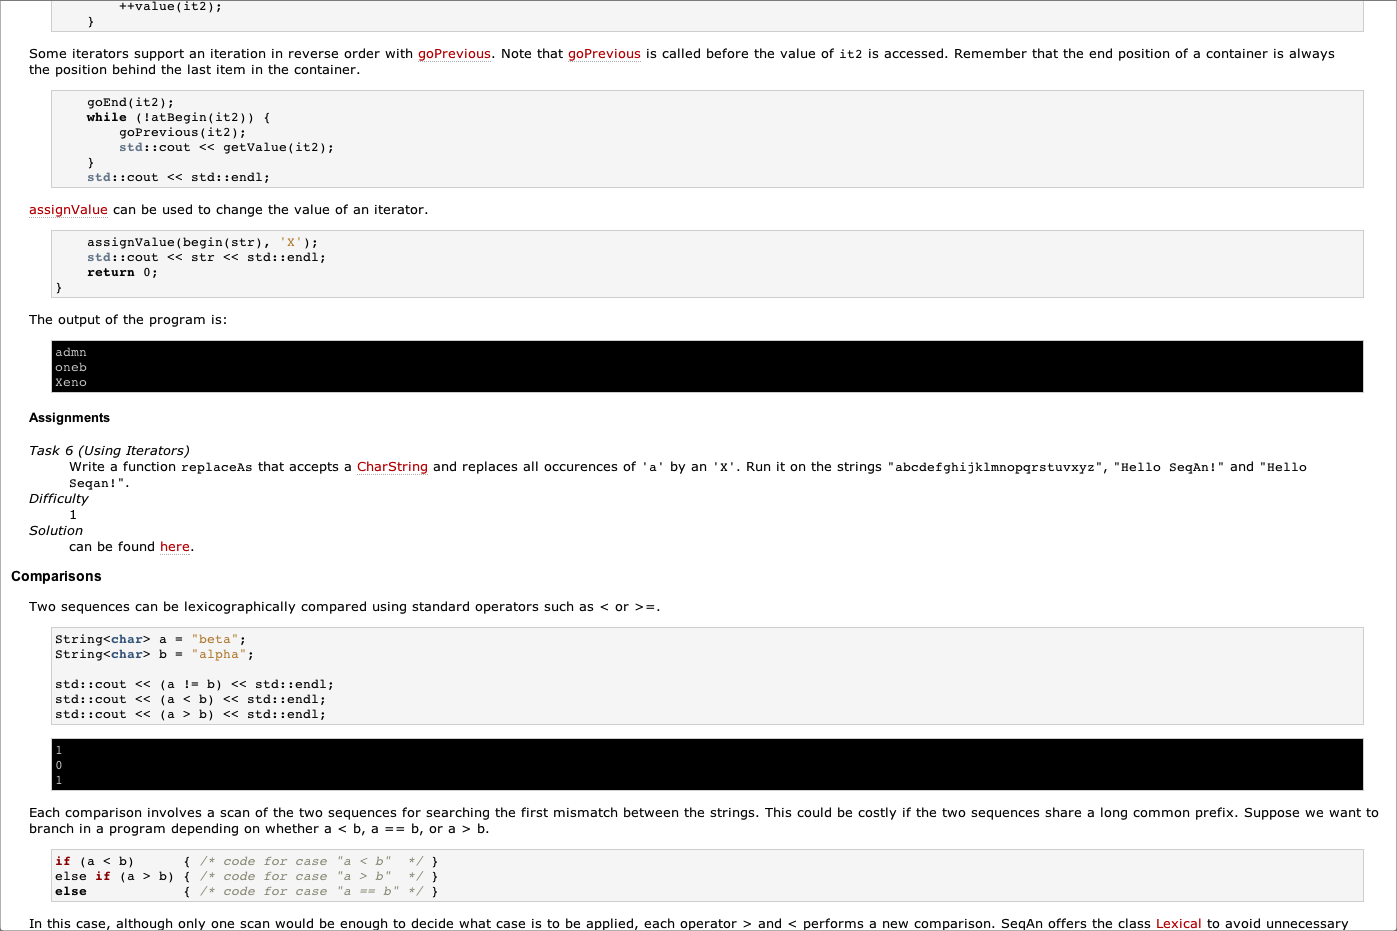 ++value(it2);
}
Some iterators support an iteration in reverse order with goPrevious. Note that goPrevious is called before the value of it2 is accessed. Remember that the end position of a container is always
the position behind the last item in the container.
goEnd(it2);
while (!atBegin(it2)) {
goPrevious(it2);
std::cout << getValue(it2);
}
std::cout << std::endl;
assignValue can be used to change the value of an iterator.
assignValue(begin(str), 'X');
std::cout << str << std::endl;
return 0;
}
The output of the program is:
admn
oneb
Xeno
Assignments
Task 6 (Using Iterators)
Write a function replaceAs that accepts a CharString and replaces all occurences of 'a' by an 'X'. Run it on the strings "abcdefghijklmnopqrstuvxyz", "Hello SeqAn!" and "Hello
Seqan!".
Difficulty
1
Solution
can be found here.
Comparisons
Two sequences can be lexicographically compared using standard operators such as < or >=.
String<char> a = "beta";
String<char> b = "alpha";
std::cout << (a != b) << std::endl;
std::cout << (a < b) << std::endl;
std::cout << (a > b) << std::endl;
1
0
1
Each comparison involves a scan of the two sequences for searching the first mismatch between the strings. This could be costly if the two sequences share a long common prefix. Suppose we want to
branch in a program depending on whether a < b, a == b, or a > b.
if (a < b) { /* code for case "a < b" */ }
else if (a > b) { /* code for case "a > b" */ }
else { /* code for case "a == b" */ }
In this case, although only one scan would be enough to decide what case is to be applied, each operator > and < performs a new comparison. SeqAn offers the class Lexical to avoid unnecessary